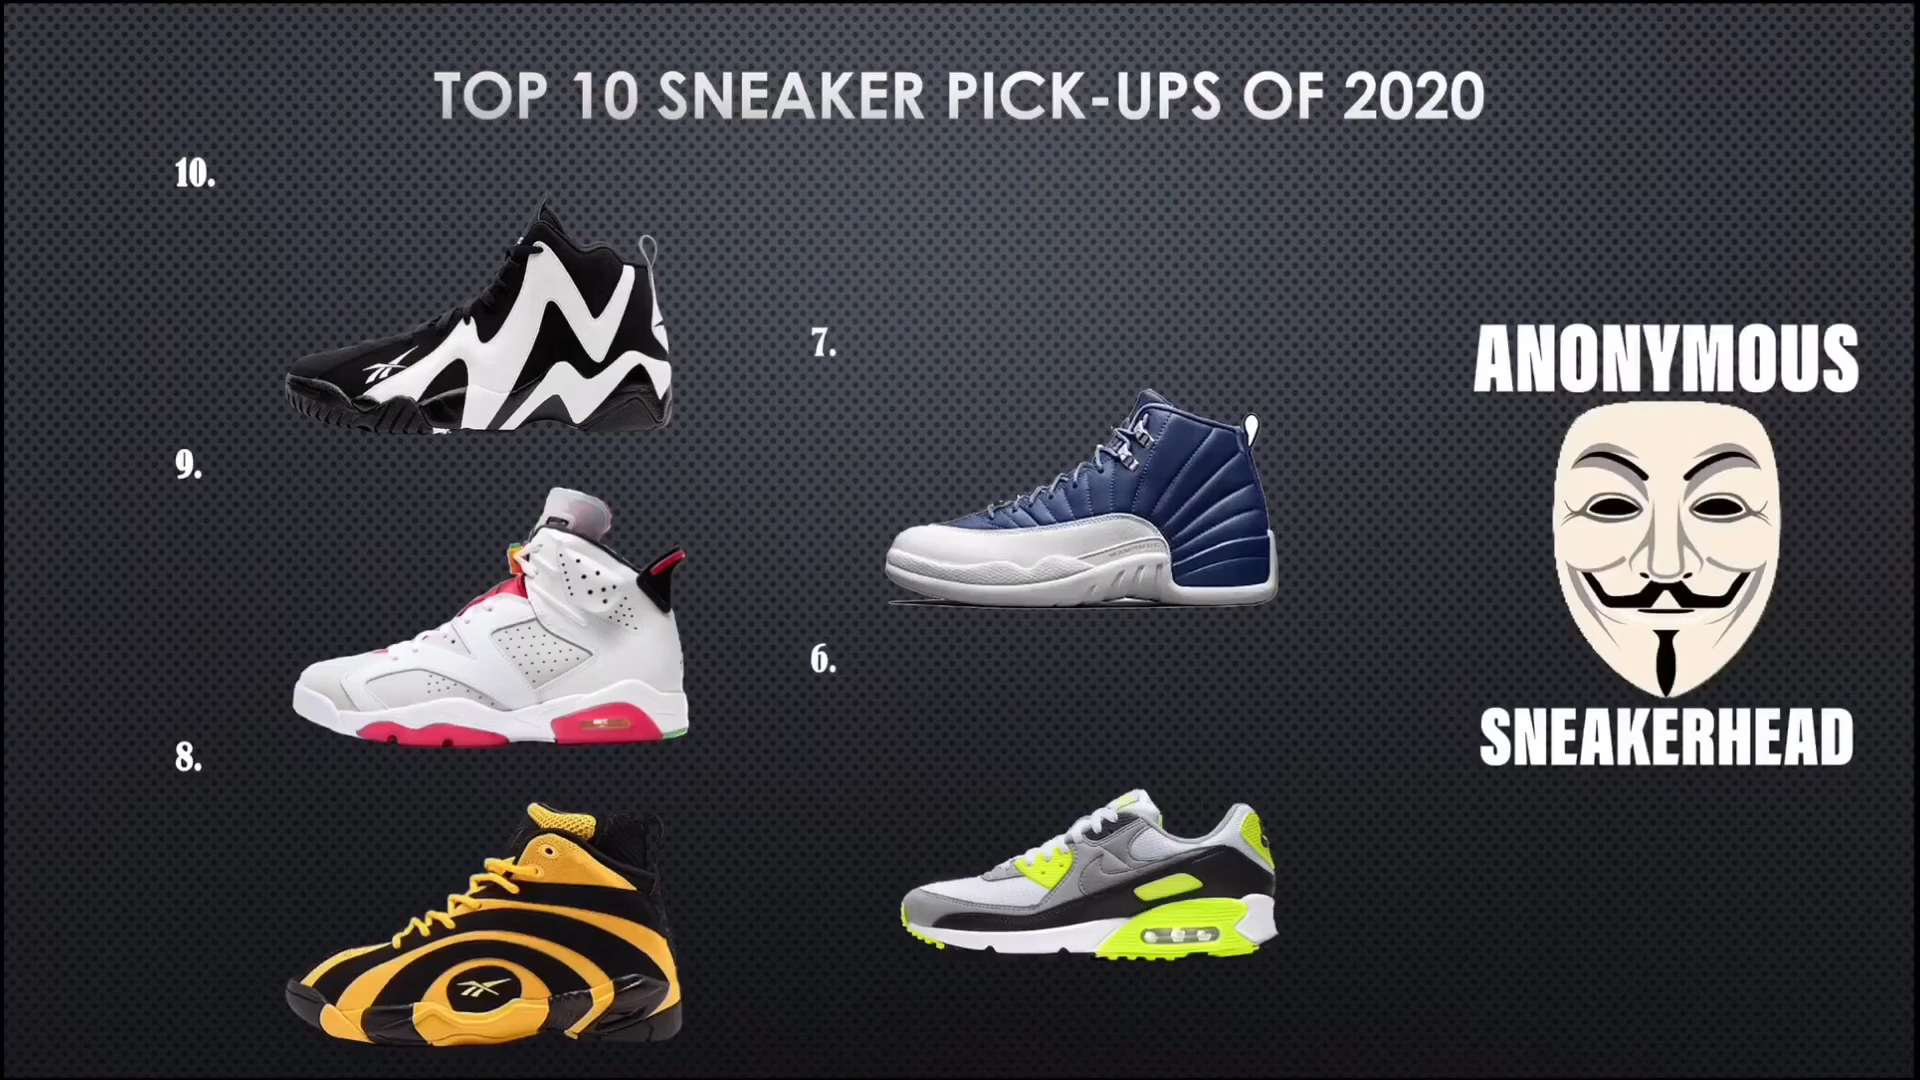 TOP 10 SNEAKER PICK-UPS OF 2020
10.
9.
8.
7.
6.
ANONYMOUS
SNEAKERHEAD